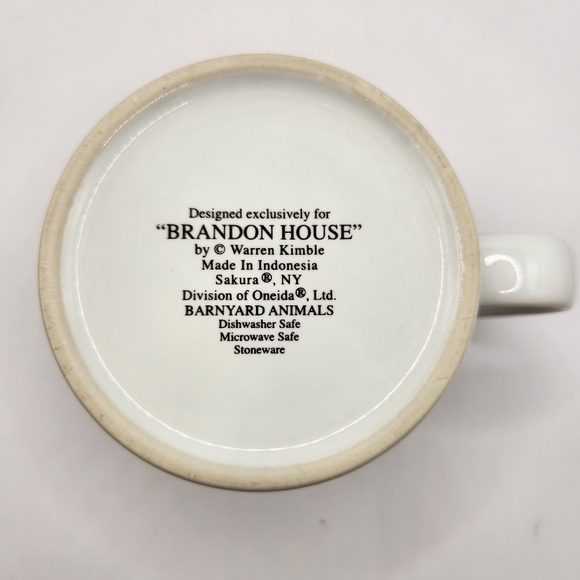 Designed exclusively for
“BRANDON HOUSE”
by © Warren Kimble
Made In Indonesia
Sakura®, NY
Division of Oneida®, Ltd.
BARNYARD ANIMALS
Dishwasher Safe
Microwave Safe
Stoneware